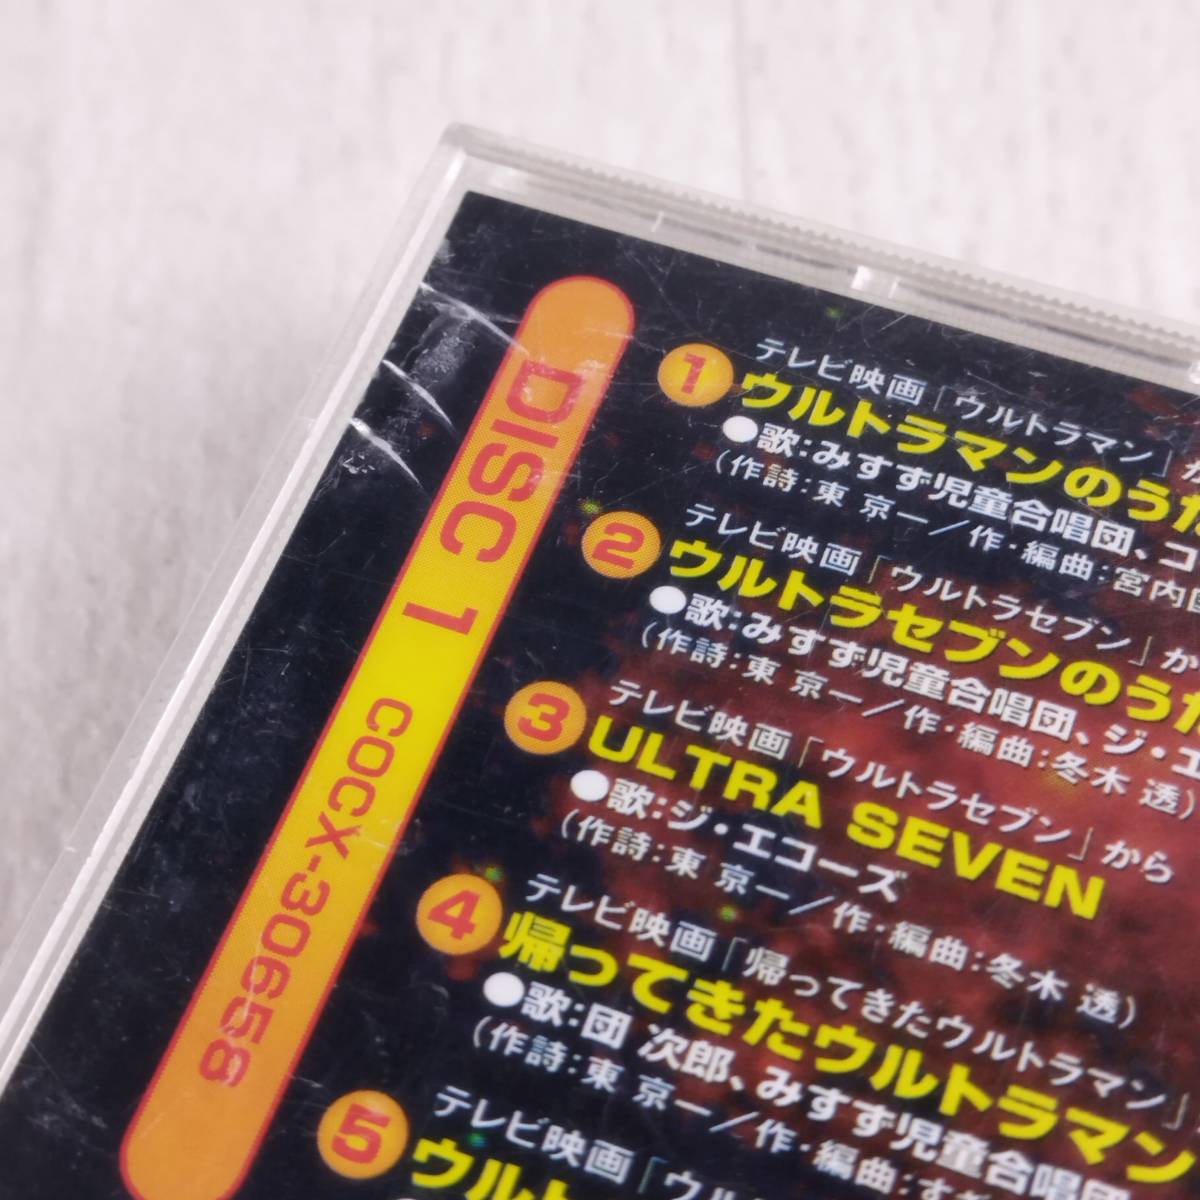 DISC 1 COCX-30658
1
テレビ映画「ウルトラマン」か
ウルトラマンのうた
●歌:みすず児童合唱団、コ
(作詩:東 京一/作・編曲:宮内
2
テレビ映画「ウルトラセブン」か
ウルトラセブンのうた
●歌:みすず児童合唱団、ジ・エ
(作詩:東 京一/作・編曲:冬木 透)
3
テレビ映画「ウルトラセブン」から
ULTRA SEVEN
●歌:ジ・エコーズ
(作詩:東 京一/作・編曲:冬木 透)
4
テレビ映画「帰ってきたウルトラマン」
帰ってきたウルトラマン
●歌:団 次郎、みすず児童合唱団
(作詩:東 京一/作・編曲:す
5
テレビ映画「ウル
ウルト